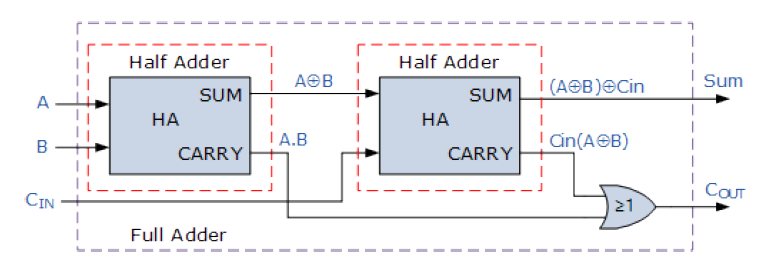 Half Adder
Half Adder
A⊕B
(A⊕B)⊕Cin
Sum
SUM
SUM
A
HA
HA
A.B
Cin(A⊕B)
B
CARRY
CARRY
COUT
CIN
≥1
Full Adder